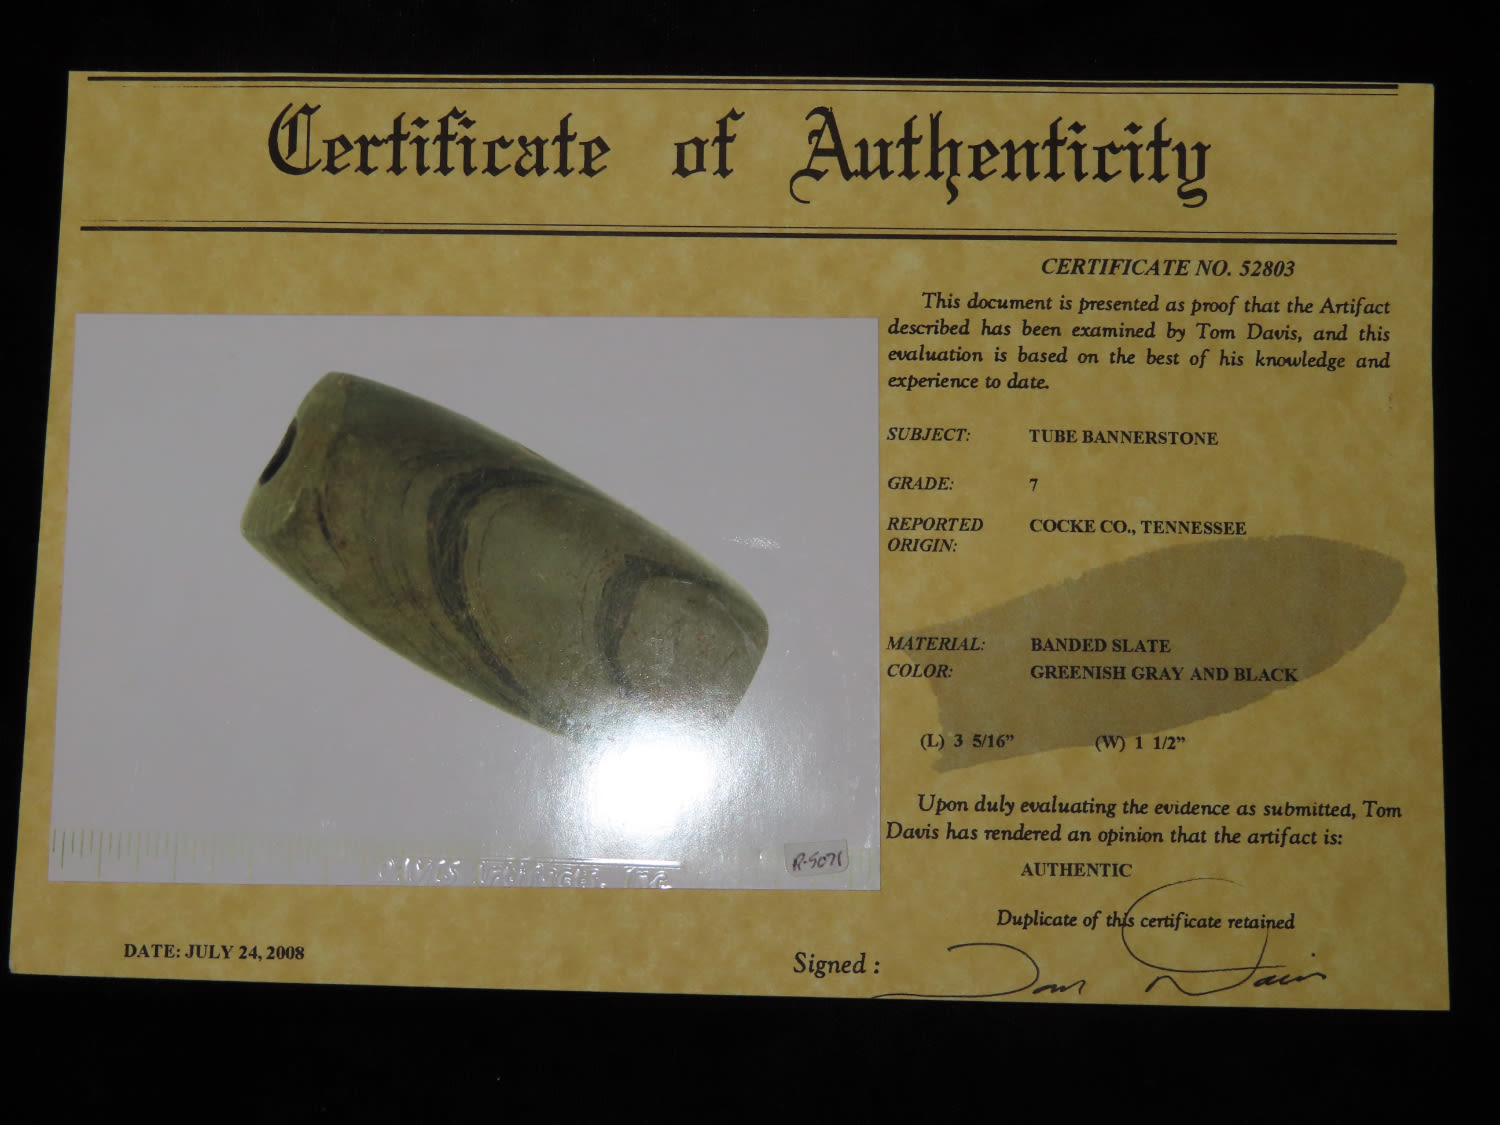 Certificate of Authenticity
CERTIFICATE NO. 52803
This document is presented as proof that the Artifact
described has been examined by Tom Davis, and this
evaluation is based on the best of his knowledge and
experience to date.
SUBJECT: TUBE BANNERSTONE
GRADE: 7
REPORTED ORIGIN: COCKE CO., TENNESSEE
MATERIAL: BANDED SLATE
COLOR: GREENISH GRAY AND BLACK
(L) 3 5/16” (W) 1 1/2”
Upon duly evaluating the evidence as submitted, Tom
Davis has rendered an opinion that the artifact is:
AUTHENTIC
Duplicate of this certificate retained
Signed : Tom Davis
R-5071
DATE: JULY 24, 2008